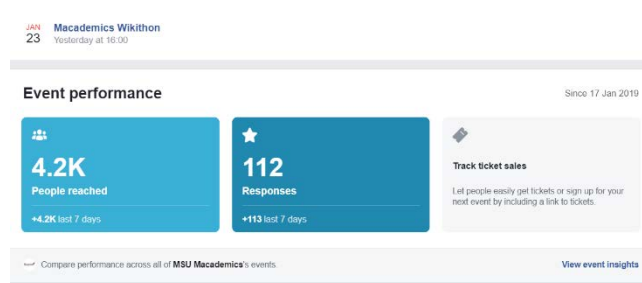 JAN
23
Macademics Wikithon
Yesterday at 16:00
Event performance
Since 17 Jan 2019
4.2K
People reached
+4.2K last 7 days
112
Responses
+113 last 7 days
Track ticket sales
Let people easily get tickets or sign up for your
next event by including a link to tickets.
Compare performance across all of MSU Macademics's events.
View event insights